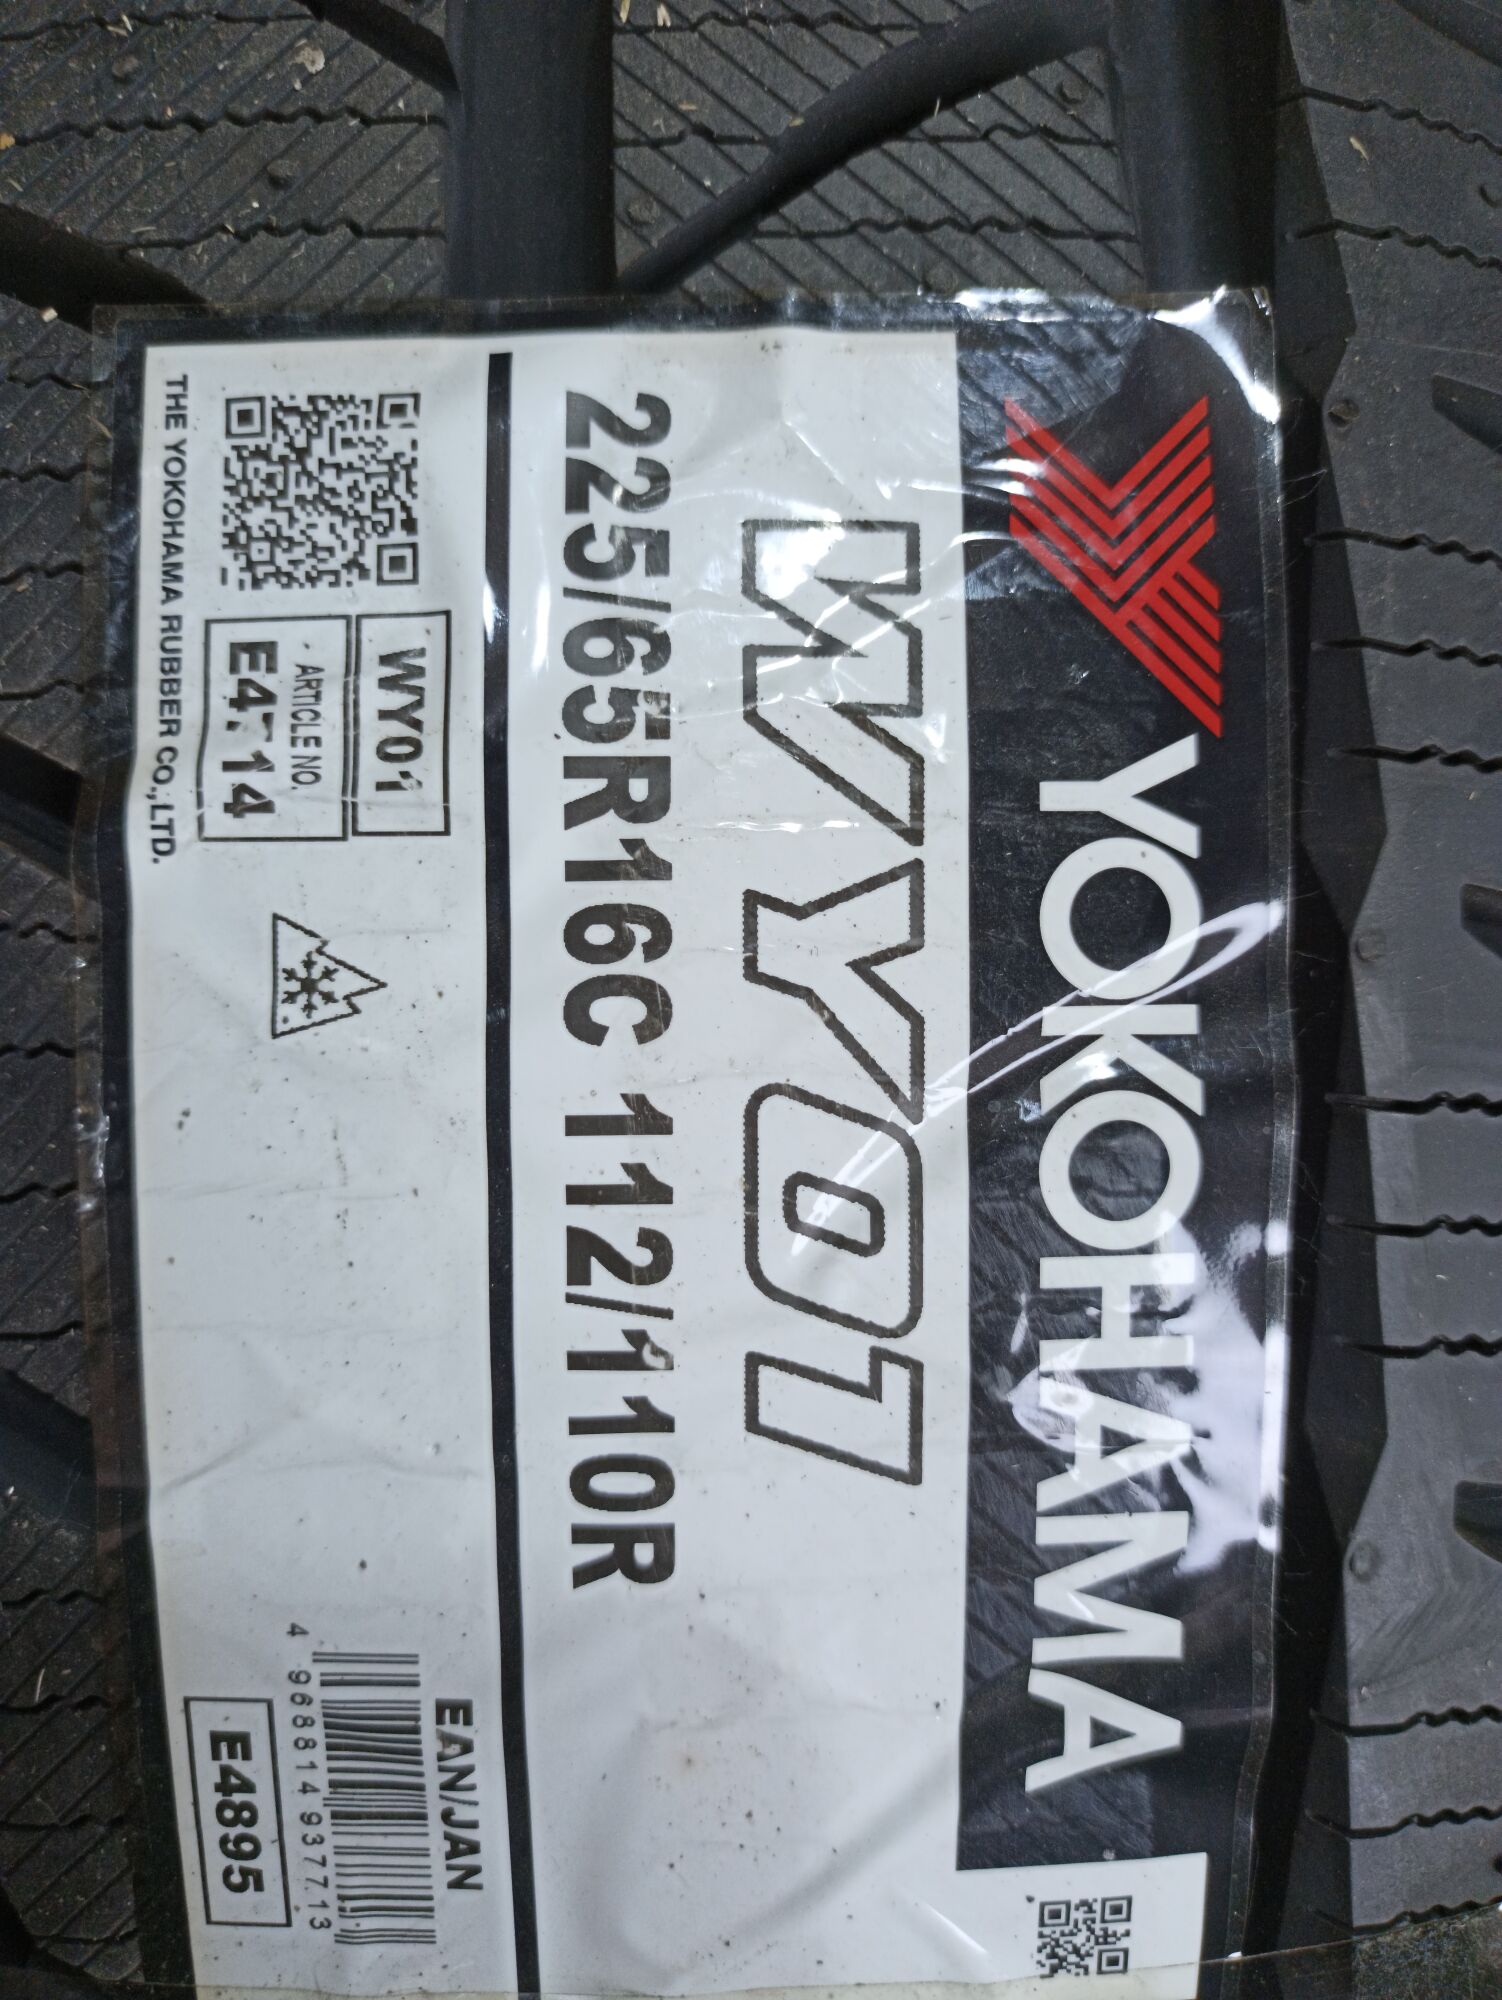 YOKOHAMA
WY01
225/65R16C 112/110R
WY01
ARTICLE NO.
EAN/JAN
4 968814 937713
E4895
THE YOKOHAMA RUBBER CO.,LTD.